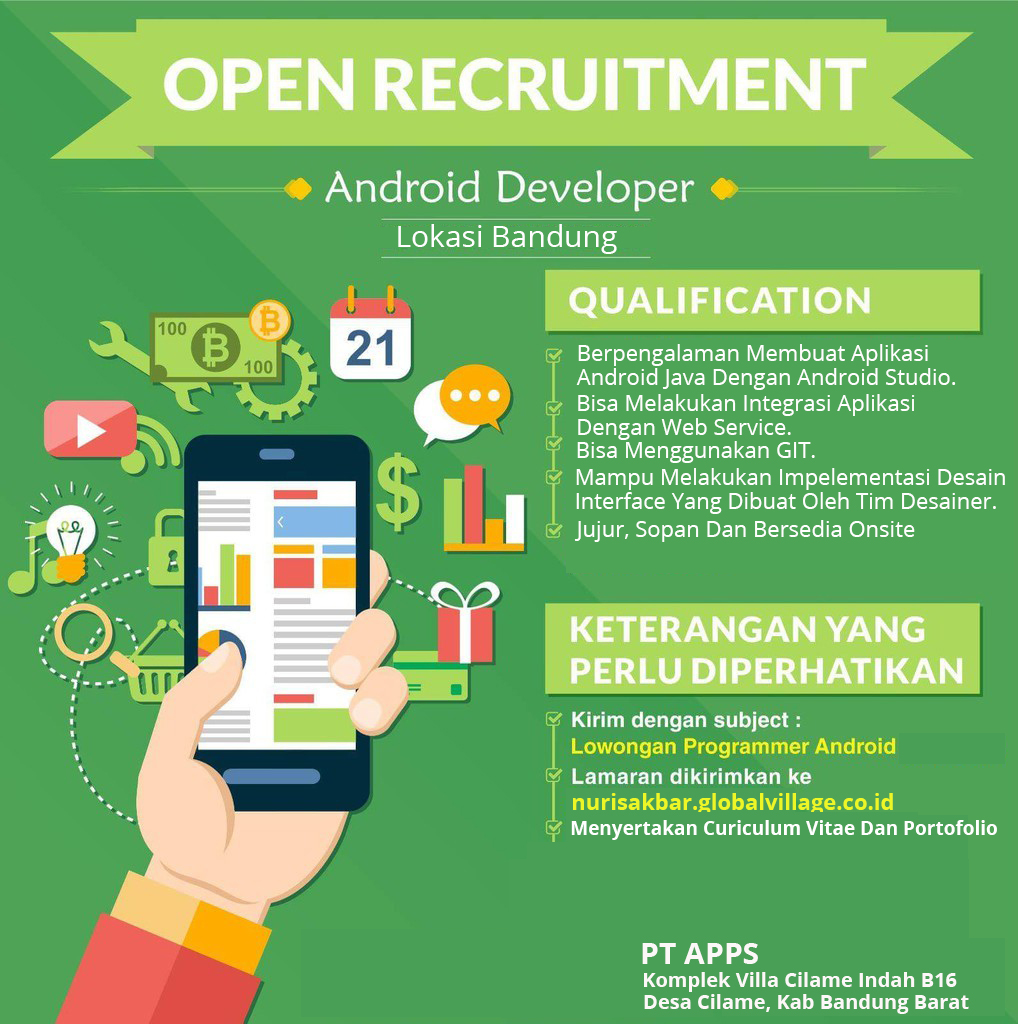 OPEN RECRUITMENT
Android Developer
Lokasi Bandung
100
100
21
QUALIFICATION
Berpengalaman Membuat Aplikasi
Android Java Dengan Android Studio.
Bisa Melakukan Integrasi Aplikasi
Dengan Web Service.
Bisa Menggunakan GIT.
Mampu Melakukan Impelementasi Desain
Interface Yang Dibuat Oleh Tim Desainer.
Jujur, Sopan Dan Bersedia Onsite
KETERANGAN YANG
PERLU DIPERHATIKAN
Kirim dengan subject :
Lowongan Programmer Android
Lamaran dikirimkan ke
nurisakbar.globalvillage.co.id
Menyertakan Curiculum Vitae Dan Portofolio
PT APPS
Komplek Villa Cilame Indah B16
Desa Cilame, Kab Bandung Barat